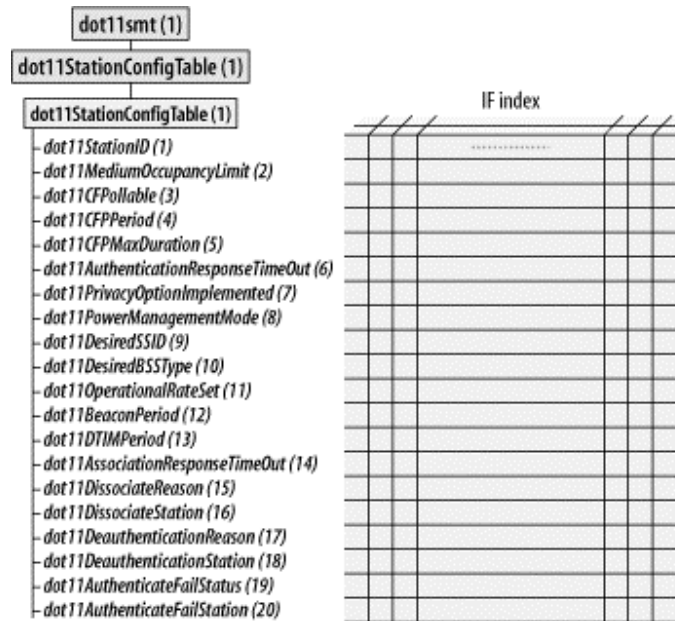 dot11smt (1)
dot11StationConfigTable (1)
dot11StationConfigTable (1)
IF index
dot11StationID (1)
dot11MediumOccupancyLimit (2)
dot11CFPollable (3)
dot11CFPPeriod (4)
dot11CFPMaxDuration (5)
dot11AuthenticationResponseTimeOut (6)
dot11PrivacyOptionImplemented (7)
dot11PowerManagementMode (8)
dot11DesiredSSID (9)
dot11DesiredBSSType (10)
dot11OperationalRateSet (11)
dot11BeaconPeriod (12)
dot11DTIMPeriod (13)
dot11AssociationResponseTimeOut (14)
dot11DissociateReason (15)
dot11DissociateStation (16)
dot11DeauthenticationReason (17)
dot11DeauthenticationStation (18)
dot11AuthenticateFailStatus (19)
dot11AuthenticateFailStation (20)